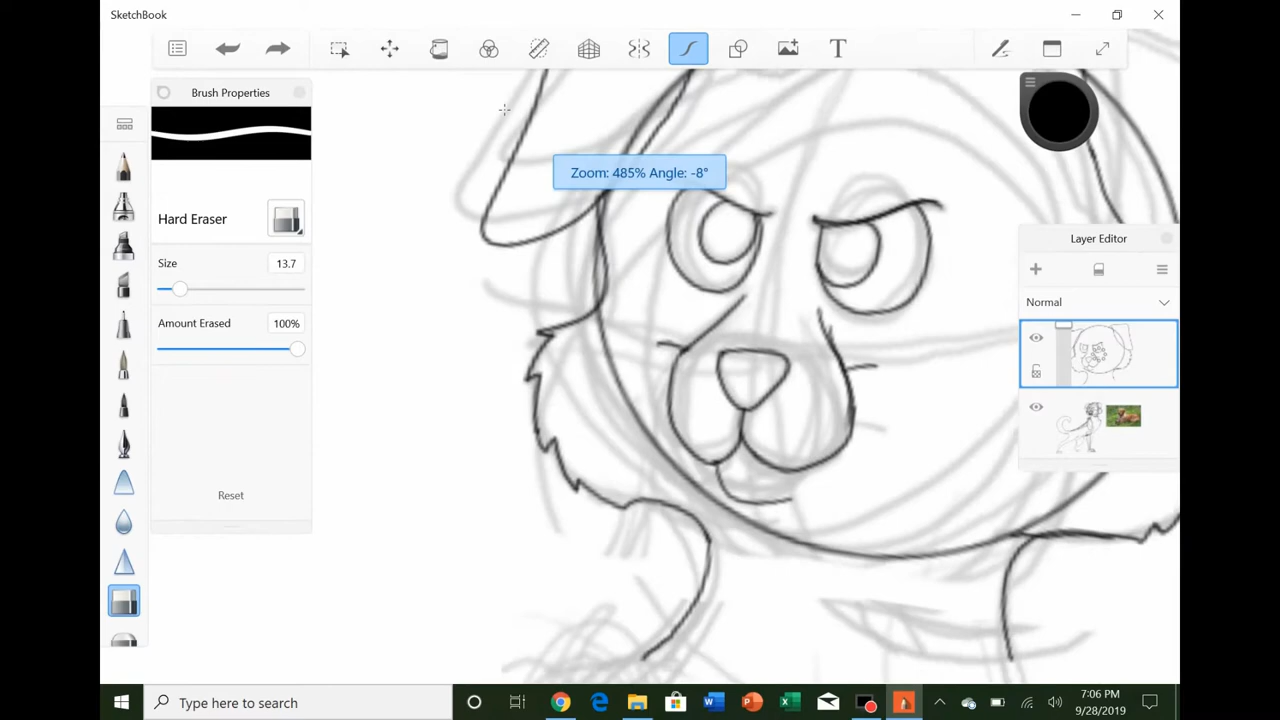 SketchBook
Brush Properties
Zoom: 485% Angle: -8°
Hard Eraser
Size
13.7
Amount Erased
100%
Reset
Layer Editor
Normal
T
Type here to search
7:06 PM
9/28/2019